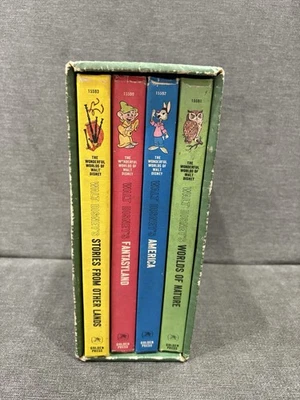 15505
THE
WONDERFUL
WORLDS OF
WALT
DISNEY
WALT DISNEY'S
STORIES FROM OTHER LANDS
GOLDEN
PRESS
THE
WONDERFUL
WORLDS OF
WALT
DISNEY
WALT DISNEY'S
FANTASYLAND
GOLDEN
PRESS
THE
WONDERFUL
WORLDS OF
WALT
DISNEY
WALT DISNEY'S
AMERICA
GOLDEN
PRESS
THE
WONDERFUL
WORLDS OF
WALT
DISNEY
WALT DISNEY'S
WORLDS OF NATURE
GOLDEN
PRESS